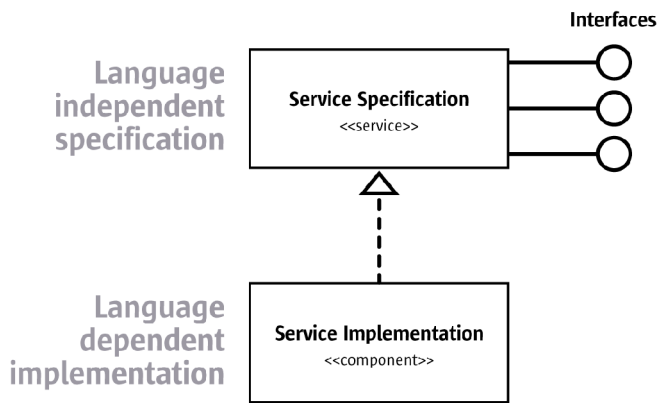 Interfaces
Language
independent
specification
Service Specification
<<service>>
Language
dependent
implementation
Service Implementation
<<component>>